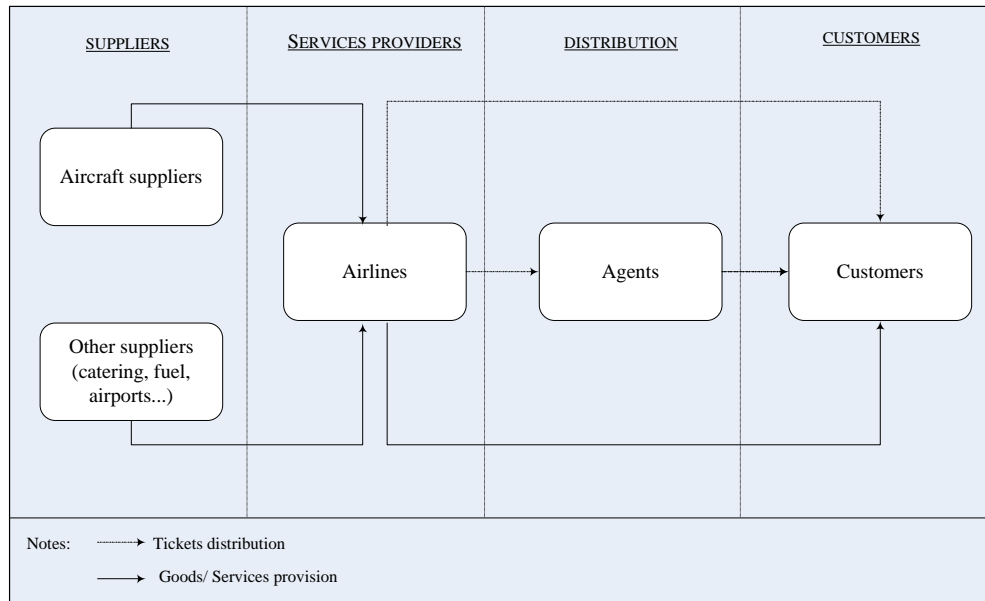 SUPPLIERS
SERVICES PROVIDERS
DISTRIBUTION
CUSTOMERS
Aircraft suppliers
Airlines
Agents
Customers
Other suppliers
(catering, fuel,
airports...)
Notes:
Tickets distribution
Goods/ Services provision